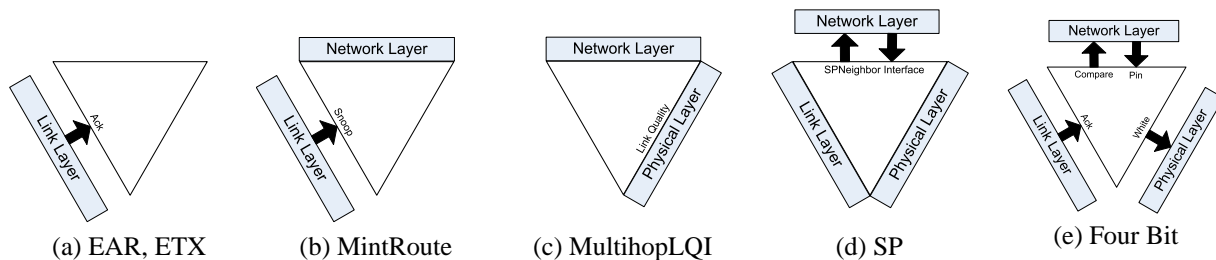 Link Layer
Ack
(a) EAR, ETX
Network Layer
Link Layer
Snoop
(b) MintRoute
Network Layer
Link Quality
Physical Layer
(c) MultihopLQI
Network Layer
SPNeighbor Interface
Link Layer
Physical Layer
(d) SP
Network Layer
Compare
Pin
Link Layer
Ack
White
Physical Layer
(e) Four Bit